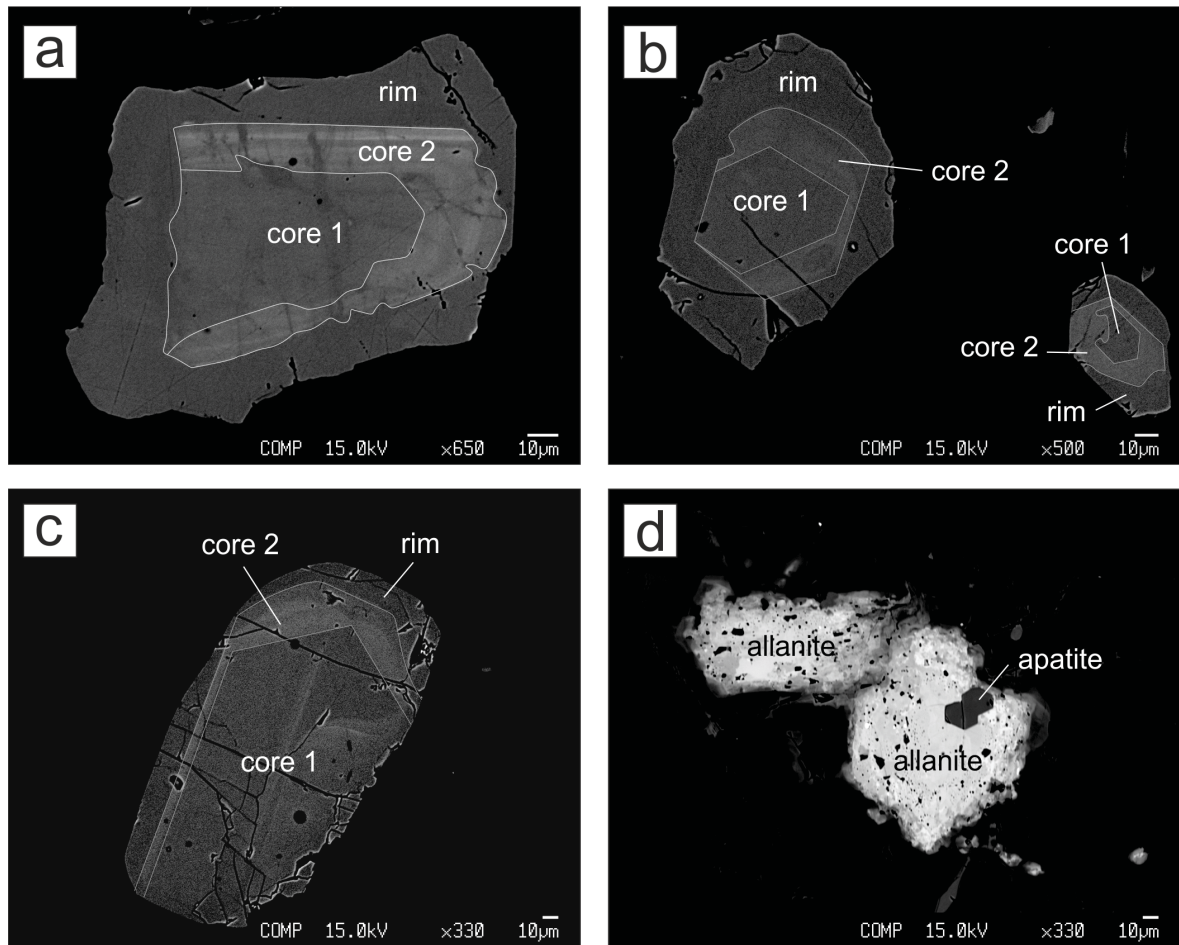 a
rim
core 2
core 1
COMP 15.0kV ×650 10µm
b
rim
core 2
core 1
core 1
core 2
rim
COMP 15.0kV ×500 10µm
c
core 2
rim
core 1
COMP 15.0kV ×330 10µm
d
allanite
apatite
allanite
COMP 15.0kV ×330 10µm